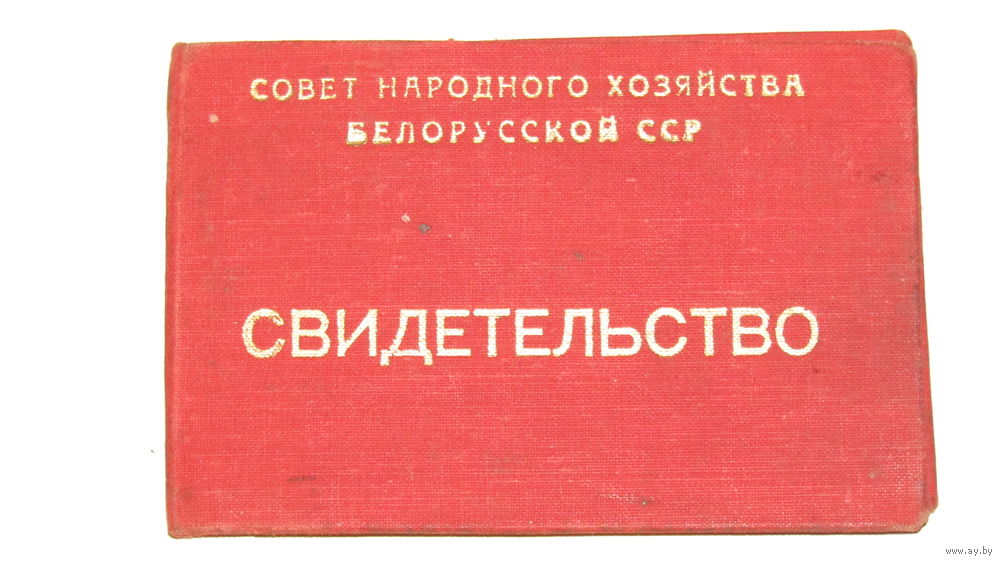 СОВЕТ НАРОДНОГО ХОЗЯЙСТВА
БЕЛОРУССКОЙ ССР
СВИДЕТЕЛЬСТВО
www.ay.by